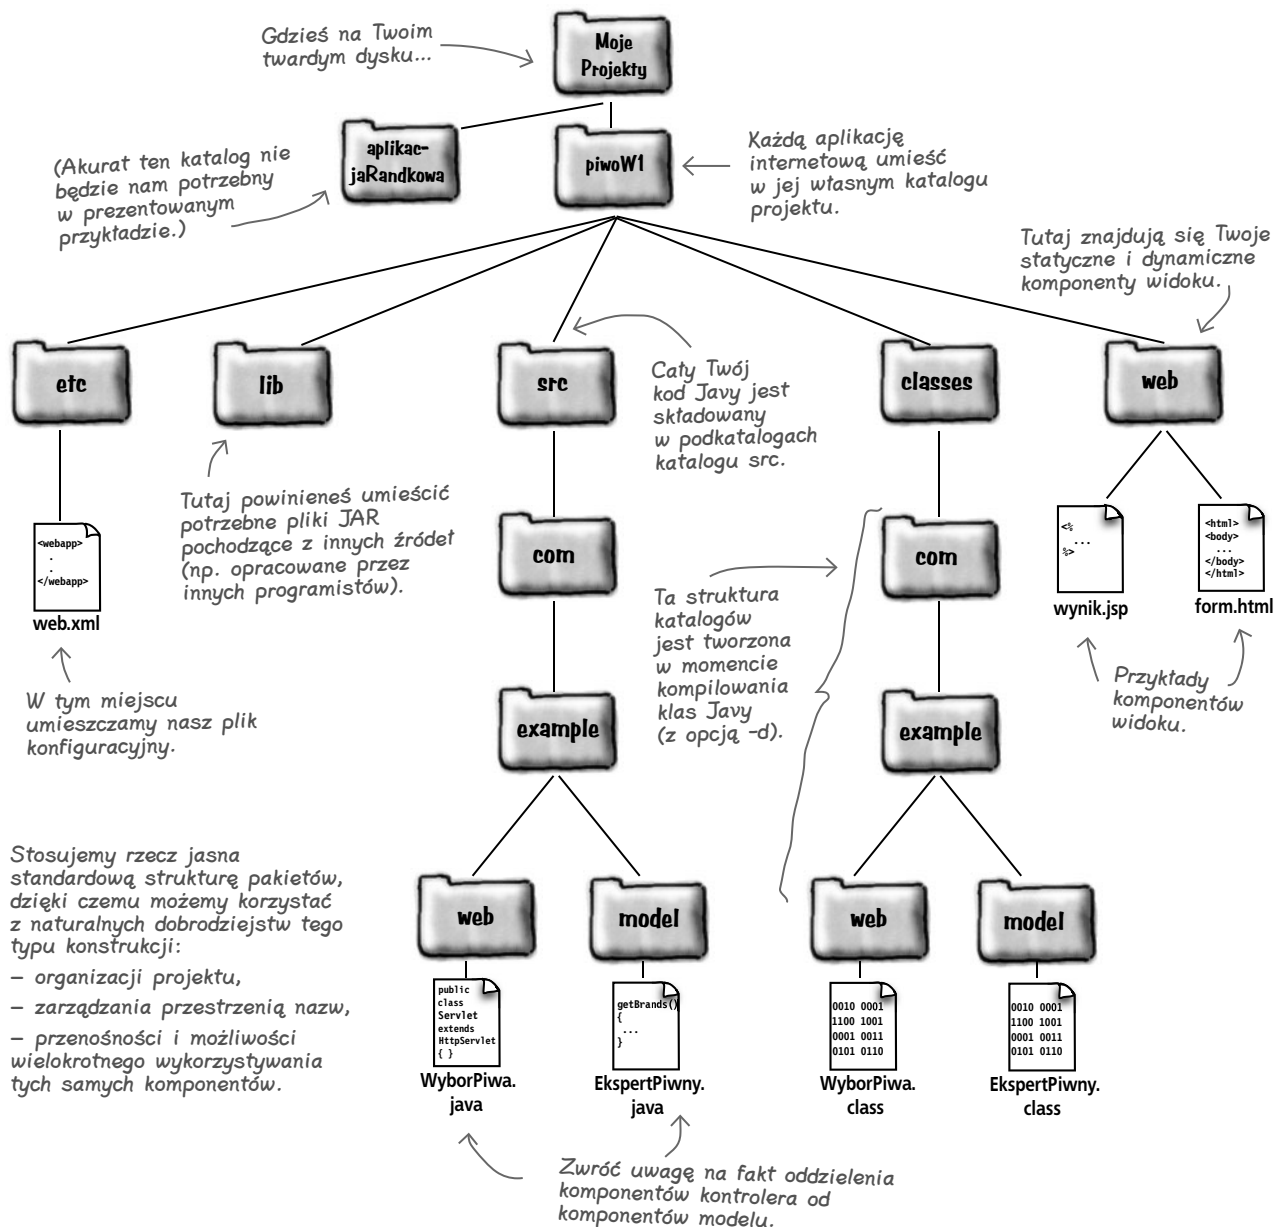 Gdzieś na Twoim
twardym dysku...
Moje
Projekty
(Akurat ten katalog nie
będzie nam potrzebny
w prezentowanym
przykładzie.)
aplikac-
jaRandkowa
piwoW1
Każdą aplikację
internetową umieść
w jej własnym katalogu
projektu.
Tutaj znajdują się Twoje
statyczne i dynamiczne
komponenty widoku.
etc
lib
src
classes
web
Cały Twój
kod Javy jest
składowany
w podkatalogach
katalogu src.
Tutaj powinieneś umieścić
potrzebne pliki JAR
pochodzące z innych źródeł
(np. opracowane przez
innych programistów).
<webapp>
.
.
</webapp>
web.xml
W tym miejscu
umieszczamy nasz plik
konfiguracyjny.
com
com
<%
...
%>
wynik.jsp
<html>
<body>
...
</body>
</html>
form.html
Ta struktura
katalogów
jest tworzona
w momencie
kompilowania
klas Javy
(z opcją -d).
Przykłady
komponentów
widoku.
example
example
Stosujemy rzecz jasna
standardową strukturę pakietów,
dzięki czemu możemy korzystać
z naturalnych dobrodziejstw tego
typu konstrukcji:
– organizacji projektu,
– zarządzania przestrzenią nazw,
– przenośności i możliwości
wielokrotnego wykorzystywania
tych samych komponentów.
web
model
web
model
public
class
Servlet
extends
HttpServlet
{ }
WyborPiwa.
java
getBrands()
{
...
}
EkspertPiwny.
java
0010 0001
1100 1001
0001 0011
0101 0110
WyborPiwa.
class
0010 0001
1100 1001
0001 0011
0101 0110
EkspertPiwny.
class
Zwróć uwagę na fakt oddzielenia
komponentów kontrolera od
komponentów modelu.